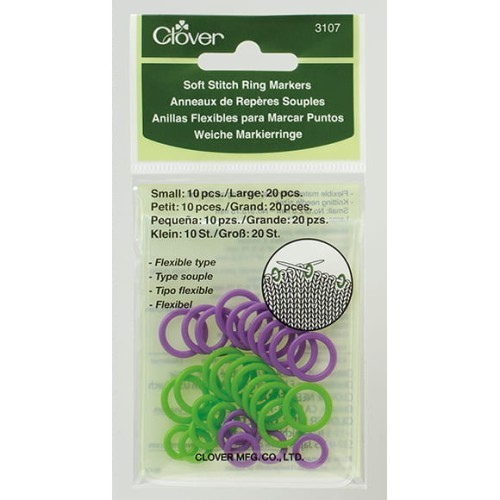 Clover
3107
Soft Stitch Ring Markers
Anneaux de Repères Souples
Anillas Flexibles para Marcar Puntos
Weiche Markierringe
Small: 10 pcs./Large: 20 pcs.
Petit: 10 pces./Grand: 20 pces.
Pequeña: 10 pzs./Grande: 20 pzs.
Klein: 10 St./Groß: 20 St.
- Flexible type
- Type souple
- Tipo flexible
- Flexibel
CLOVER MFG. CO., LTD.